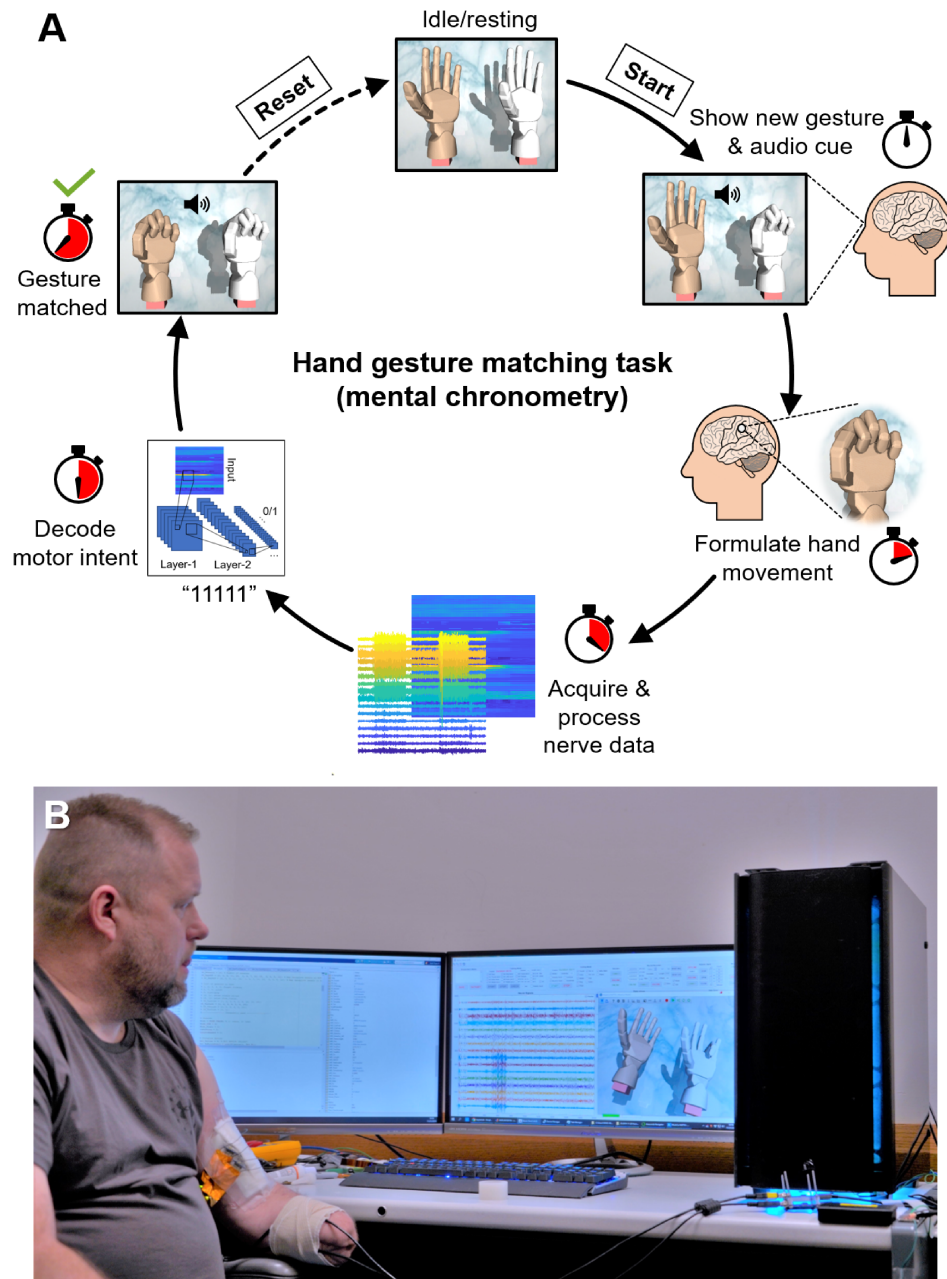 A
Idle/resting
Reset
Start
Show new gesture
& audio cue
Gesture
matched
Hand gesture matching task
(mental chronometry)
Input
0/1
...
Layer-1
Layer-2
...
Decode
motor intent
“11111”
Formulate hand
movement
Acquire &
process
nerve data
B